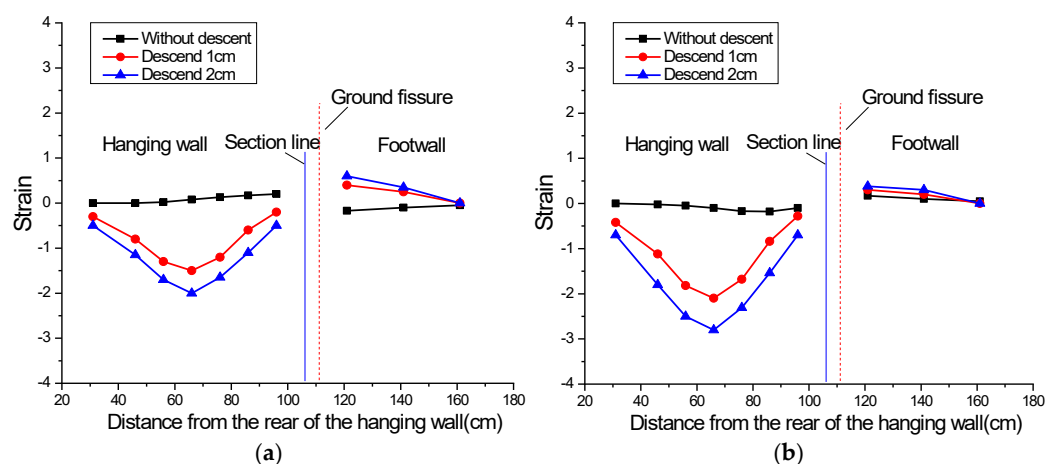 4
3
2
1
0
-1
-2
-3
-4
Strain
Without descent
Descend 1cm
Descend 2cm
Ground fissure
Hanging wall
Section line
Footwall
20 40 60 80 100 120 140 160 180
Distance from the rear of the hanging wall(cm)
(a)
4
3
2
1
0
-1
-2
-3
-4
Strain
Without descent
Descend 1cm
Descend 2cm
Ground fissure
Hanging wall
Section line
Footwall
20 40 60 80 100 120 140 160 180
Distance from the rear of the hanging wall(cm)
(b)